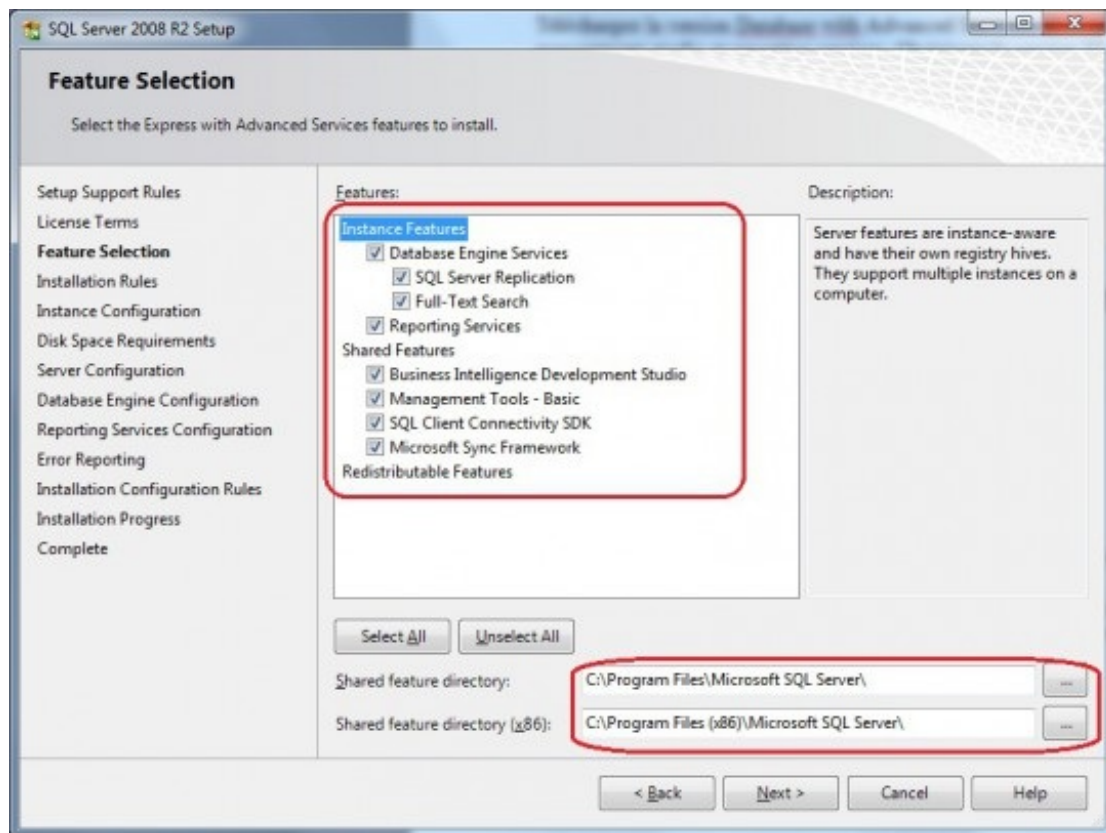 SQL Server 2008 R2 Setup
Feature Selection
Select the Express with Advanced Services features to install.
Setup Support Rules
License Terms
Feature Selection
Installation Rules
Instance Configuration
Disk Space Requirements
Server Configuration
Database Engine Configuration
Reporting Services Configuration
Error Reporting
Installation Configuration Rules
Installation Progress
Complete
Features:
Instance Features
Database Engine Services
SQL Server Replication
Full-Text Search
Reporting Services
Shared Features
Business Intelligence Development Studio
Management Tools - Basic
SQL Client Connectivity SDK
Microsoft Sync Framework
Redistributable Features
Description:
Server features are instance-aware
and have their own registry hives.
They support multiple instances on a
computer.
Select All
Unselect All
Shared feature directory:
C:\Program Files\Microsoft SQL Server\
...
Shared feature directory (x86):
C:\Program Files (x86)\Microsoft SQL Server\
...
< Back
Next >
Cancel
Help